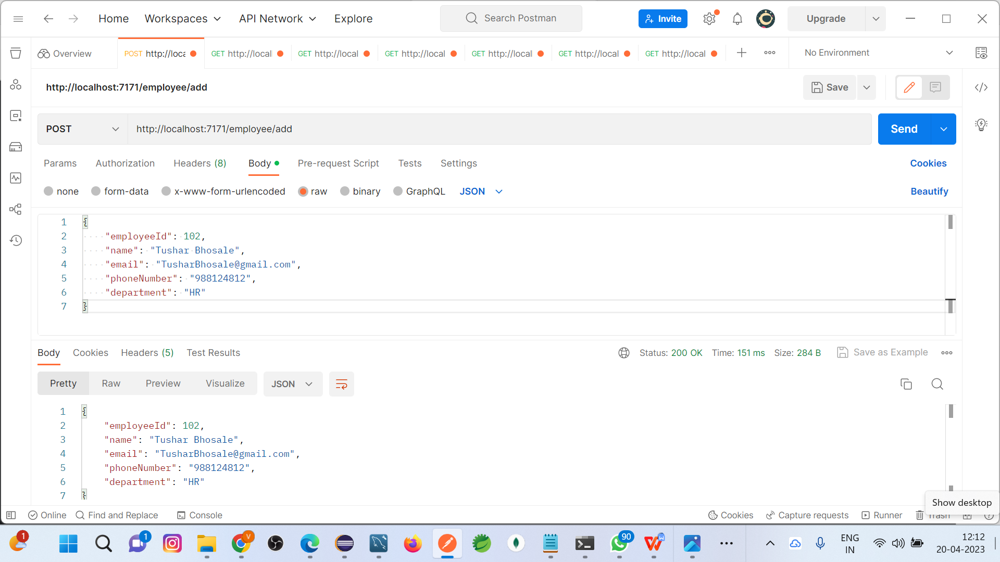 Home Workspaces API Network Explore Search Postman Invite Upgrade
Overview POST http://loca GET http://local GET http://local GET http://local GET http://local GET http://local GET http://local No Environment
http://localhost:7171/employee/add Save
POST http://localhost:7171/employee/add Send
Params Authorization Headers (8) Body Pre-request Script Tests Settings Cookies
none form-data x-www-form-urlencoded raw binary GraphQL JSON Beautify
1 {
2 "employeeId": 102,
3 "name": "Tushar Bhosale",
4 "email": "TusharBhosale@gmail.com",
5 "phoneNumber": "988124812",
6 "department": "HR"
7 }
Body Cookies Headers (5) Test Results Status: 200 OK Time: 151 ms Size: 284 B Save as Example
Pretty Raw Preview Visualize JSON
1 {
2 "employeeId": 102,
3 "name": "Tushar Bhosale",
4 "email": "TusharBhosale@gmail.com",
5 "phoneNumber": "988124812",
6 "department": "HR"
7 }
Show desktop
Online Find and Replace Console Cookies Capture requests Runner Trash
1 1 V 90 W ENG 12:12
IN 20-04-2023